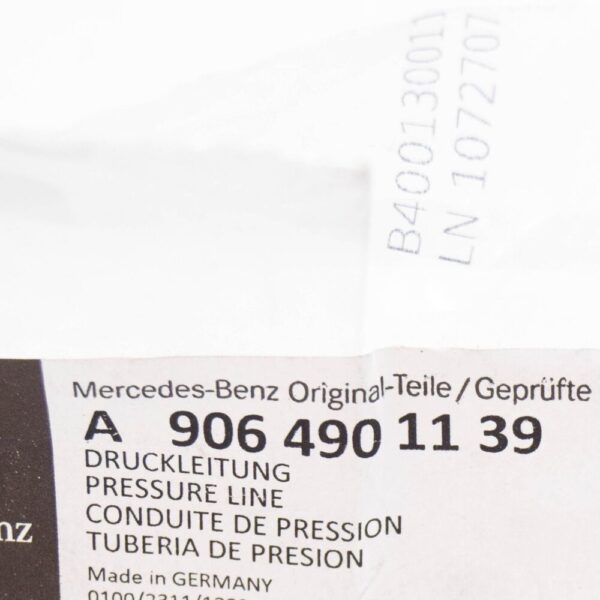 B400130011
LN 1072707
Mercedes-Benz Original-Teile/Geprüfte
A 906 490 11 39
DRUCKLEITUNG
PRESSURE LINE
CONDUITE DE PRESSION
TUBERIA DE PRESION
nz
Made in GERMANY